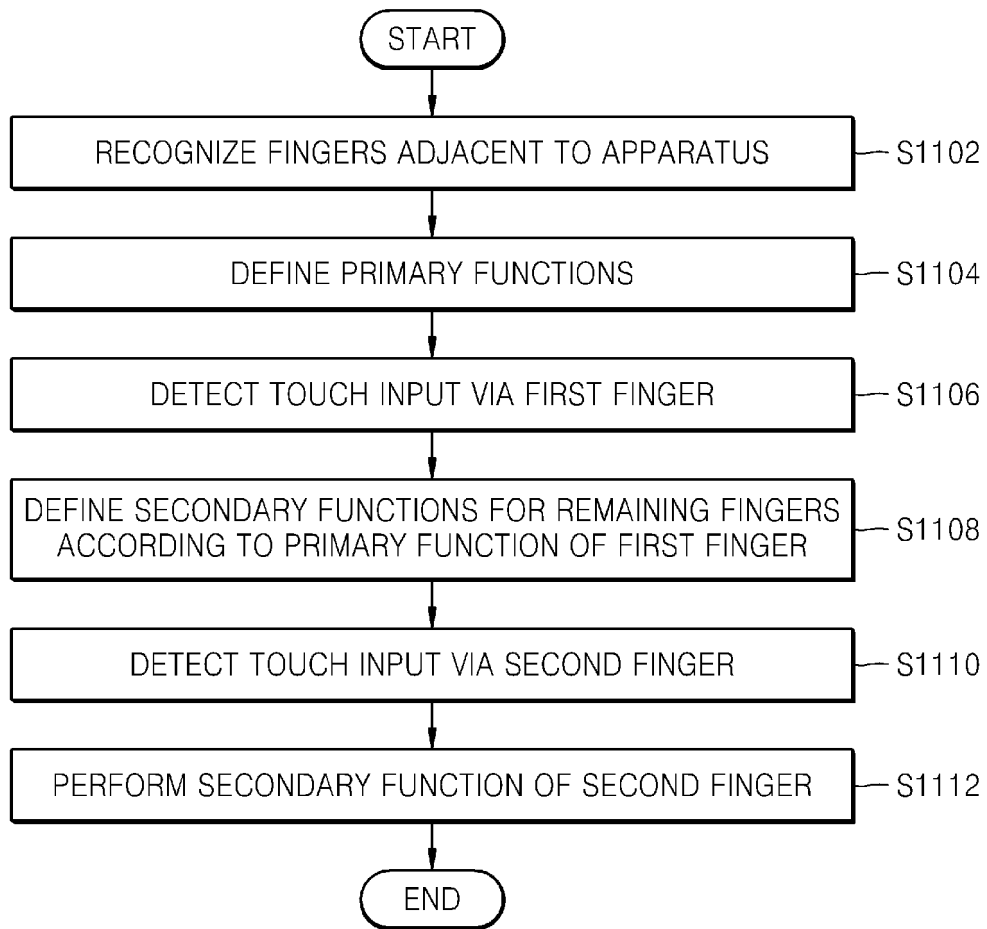 START
RECOGNIZE FINGERS ADJACENT TO APPARATUS
S1102
DEFINE PRIMARY FUNCTIONS
S1104
DETECT TOUCH INPUT VIA FIRST FINGER
S1106
DEFINE SECONDARY FUNCTIONS FOR REMAINING FINGERS
ACCORDING TO PRIMARY FUNCTION OF FIRST FINGER
S1108
DETECT TOUCH INPUT VIA SECOND FINGER
S1110
PERFORM SECONDARY FUNCTION OF SECOND FINGER
S1112
END